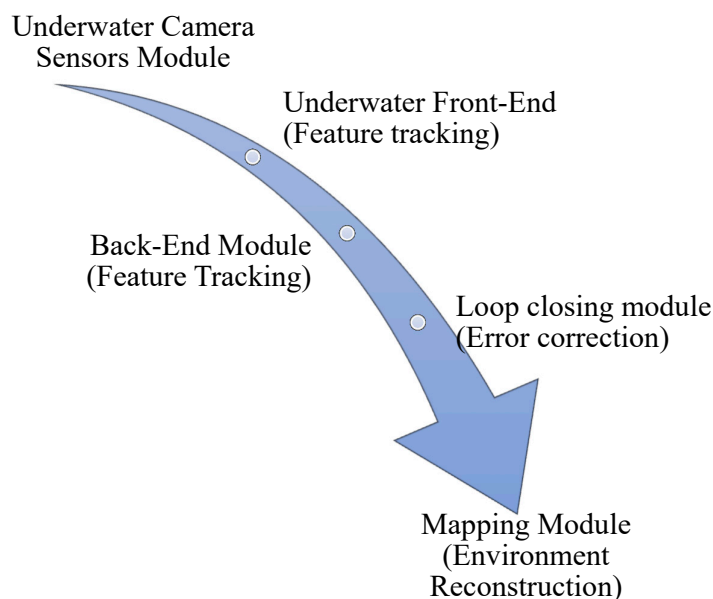 Underwater Camera
Sensors Module
Underwater Front-End
(Feature tracking)
Back-End Module
(Feature Tracking)
Loop closing module
(Error correction)
Mapping Module
(Environment
Reconstruction)